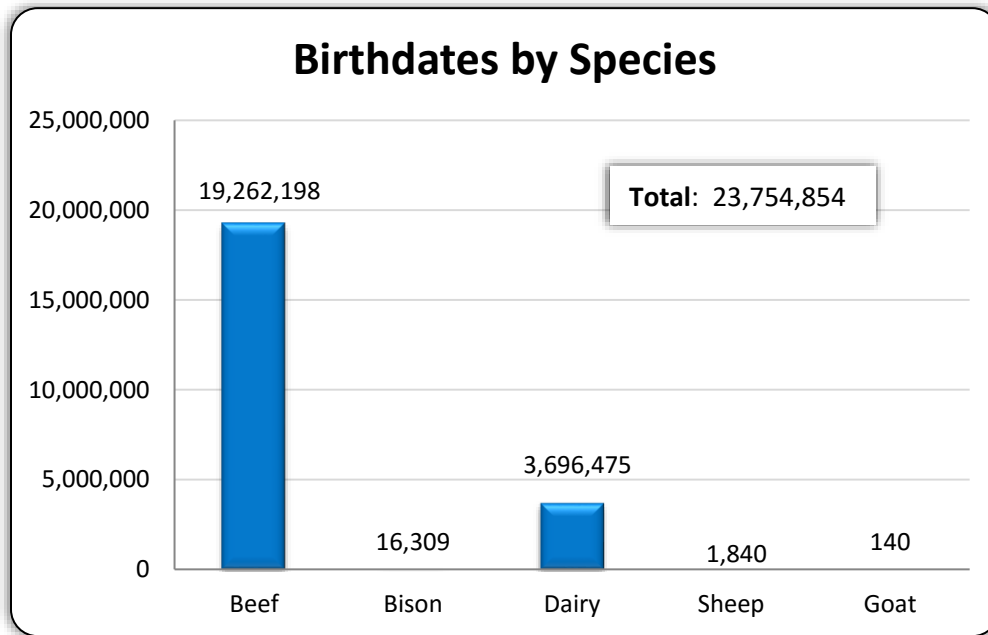 Birthdates by Species
25,000,000
20,000,000
15,000,000
10,000,000
5,000,000
0
Total: 23,754,854
19,262,198
16,309
3,696,475
1,840
140
Beef
Bison
Dairy
Sheep
Goat